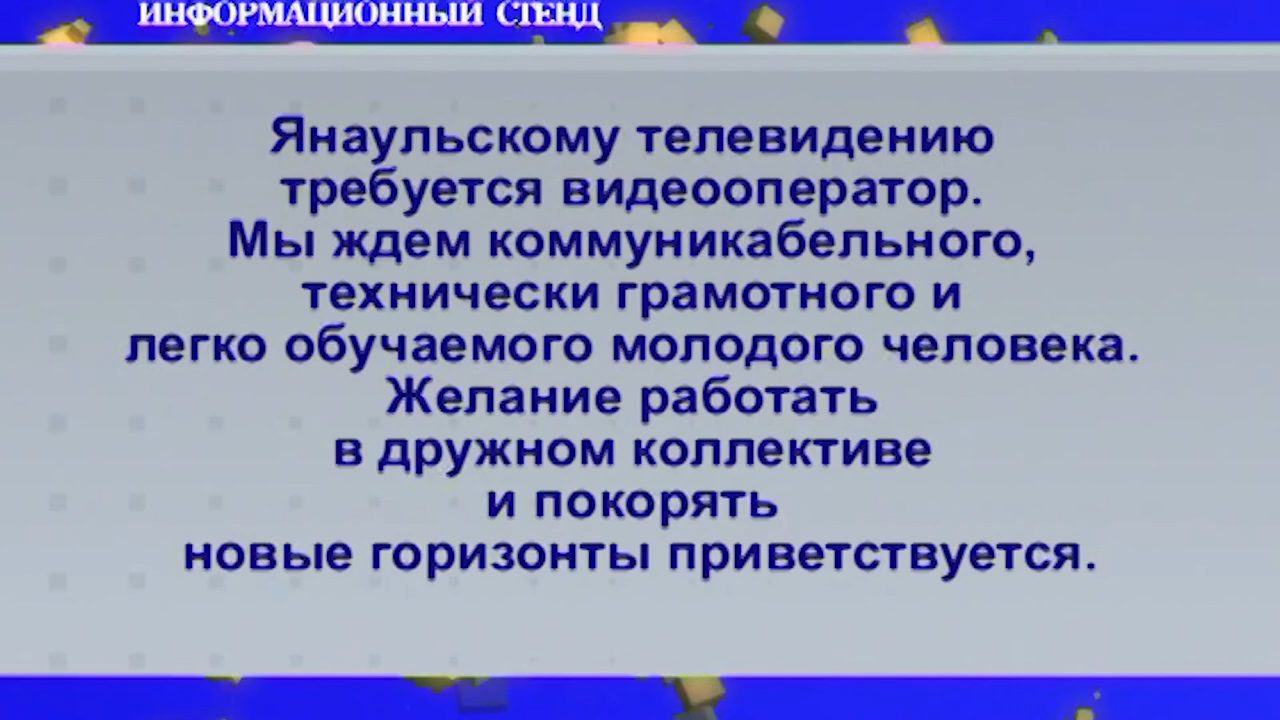 ИНФОРМАЦИОННЫЙ СТЕНД
Янаульскому телевидению
требуется видеооператор.
Мы ждем коммуникабельного,
технически грамотного и
легко обучаемого молодого человека.
Желание работать
в дружном коллективе
и покорять
новые горизонты приветствуется.